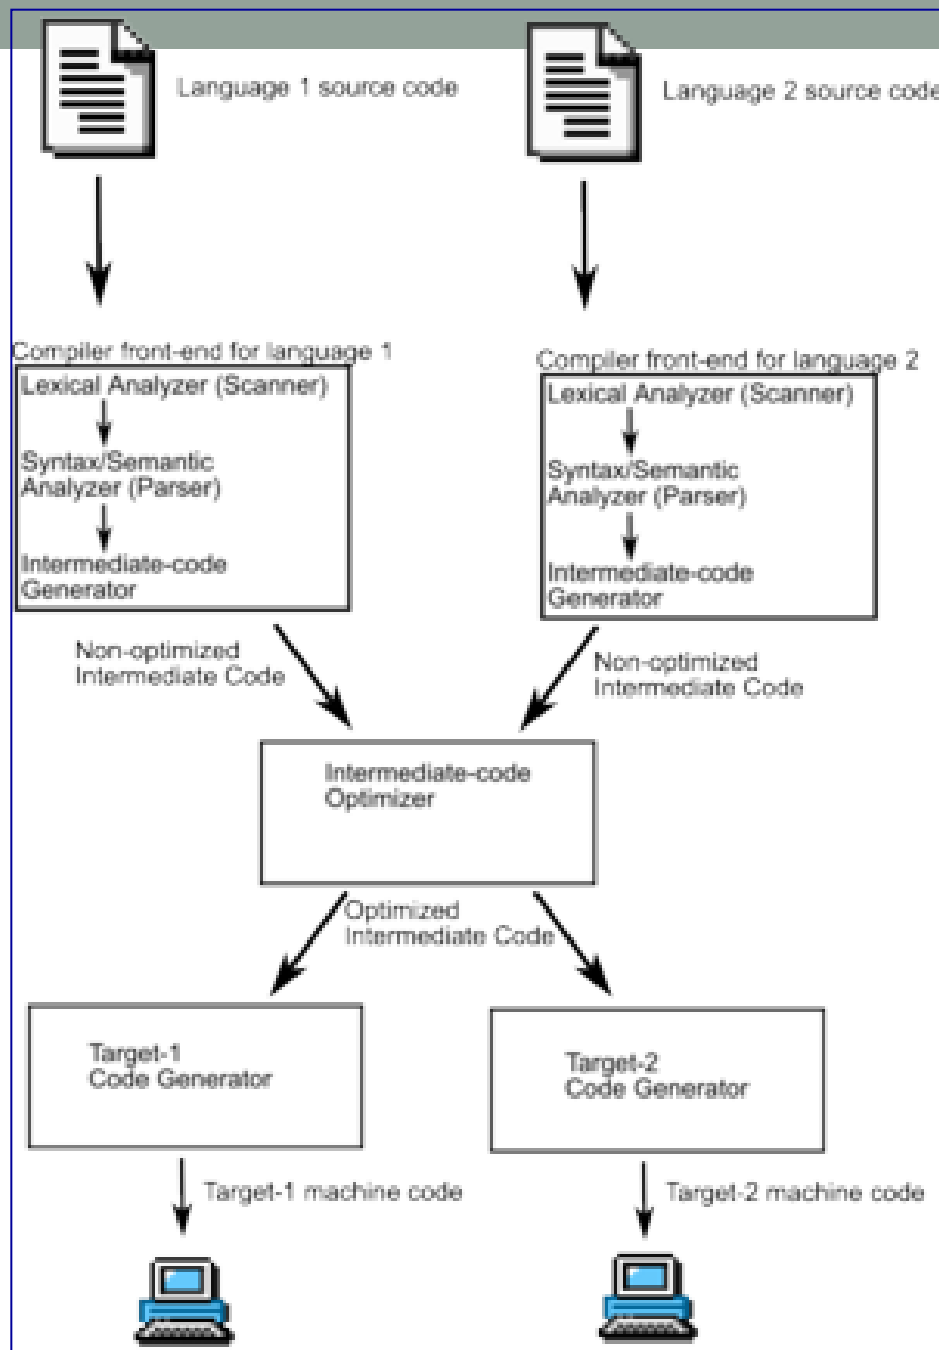 Language 1 source code
Language 2 source code
Compiler front-end for language 1
Lexical Analyzer (Scanner)
Syntax/Semantic
Analyzer (Parser)
Intermediate-code
Generator
Compiler front-end for language 2
Lexical Analyzer (Scanner)
Syntax/Semantic
Analyzer (Parser)
Intermediate-code
Generator
Non-optimized
Intermediate Code
Non-optimized
Intermediate Code
Intermediate-code
Optimizer
Optimized
Intermediate Code
Target-1
Code Generator
Target-2
Code Generator
Target-1 machine code
Target-2 machine code